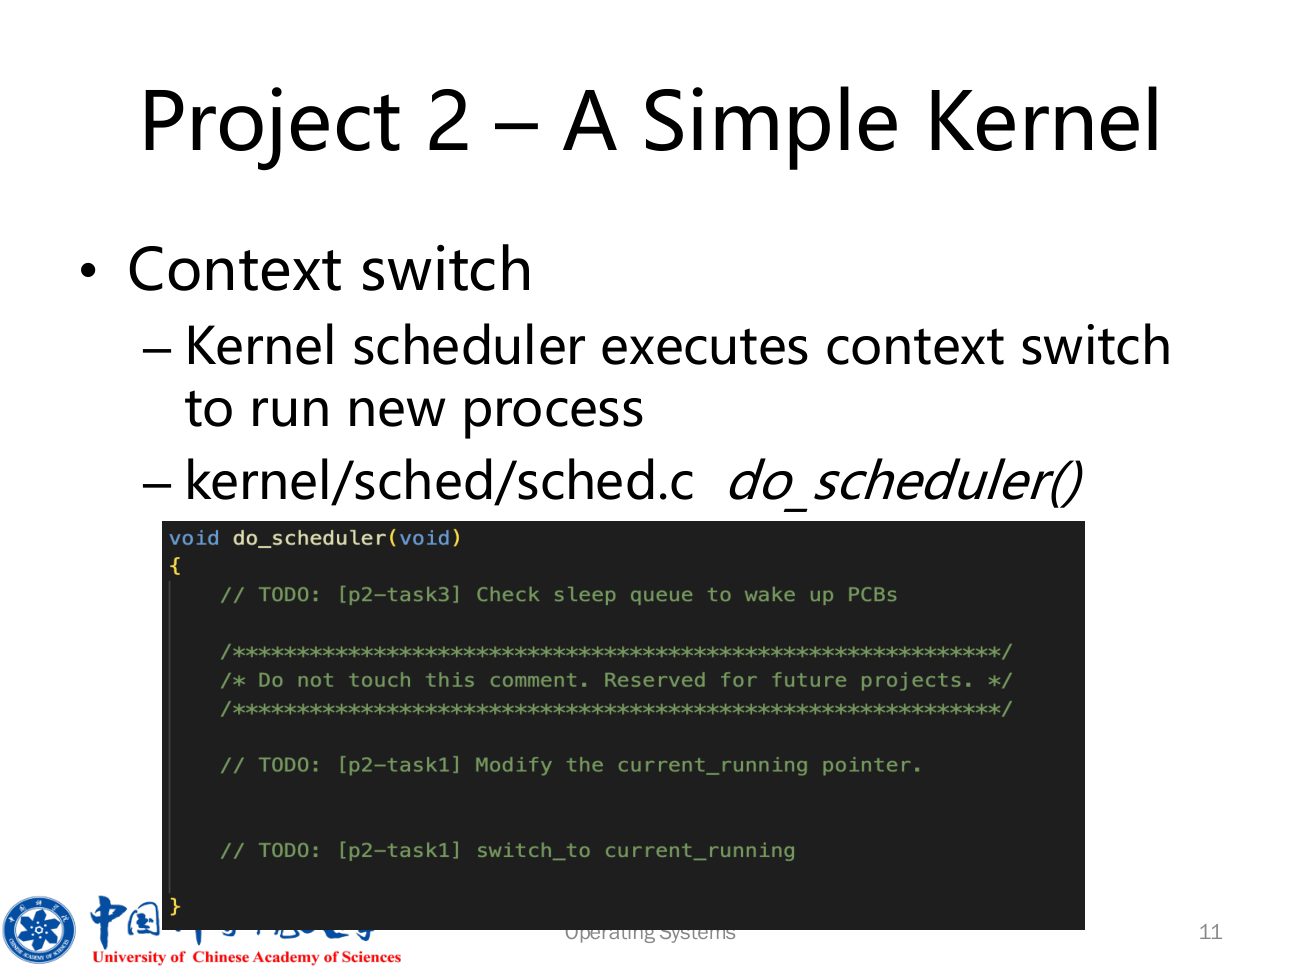 Project 2 – A Simple Kernel
• Context switch
– Kernel scheduler executes context switch
to run new process
– kernel/sched/sched.c do_scheduler()
void do_scheduler(void)
{
// TODO: [p2-task3] Check sleep queue to wake up PCBs
/************************************************************/
/* Do not touch this comment. Reserved for future projects. */
/************************************************************/
// TODO: [p2-task1] Modify the current_running pointer.
// TODO: [p2-task1] switch_to current_running
}
中国
University of Chinese Academy of Sciences
Operating Systems
11